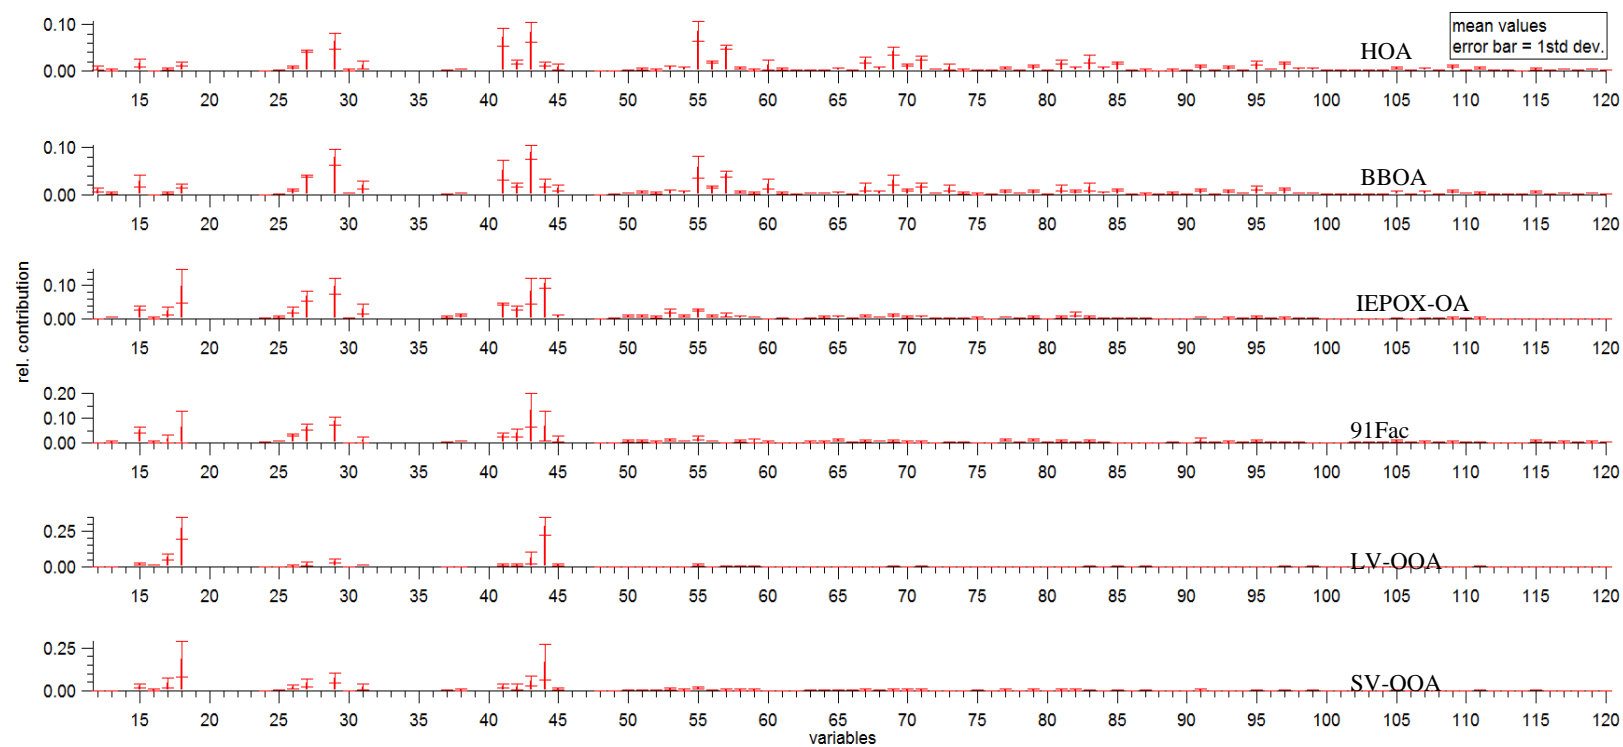 mean values
error bar = 1std dev.
0.10
0.00
HOA
15 20 25 30 35 40 45 50 55 60 65 70 75 80 85 90 95 100 105 110 115 120
0.10
0.00
BBOA
15 20 25 30 35 40 45 50 55 60 65 70 75 80 85 90 95 100 105 110 115 120
rel. contribution
0.10
0.00
IEPOX-OA
15 20 25 30 35 40 45 50 55 60 65 70 75 80 85 90 95 100 105 110 115 120
0.20
0.10
0.00
91Fac
15 20 25 30 35 40 45 50 55 60 65 70 75 80 85 90 95 100 105 110 115 120
0.25
0.00
LV-OOA
15 20 25 30 35 40 45 50 55 60 65 70 75 80 85 90 95 100 105 110 115 120
0.25
0.00
SV-OOA
15 20 25 30 35 40 45 50 55 60 65 70 75 80 85 90 95 100 105 110 115 120
variables